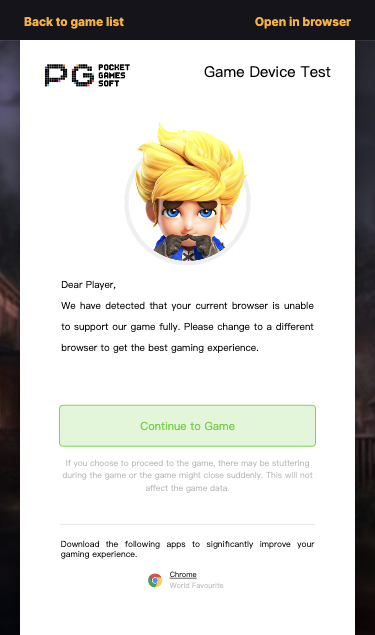 Back to game list
Open in browser
PG POCKET GAMES SOFT
Game Device Test
Dear Player,
We have detected that your current browser is unable
to support our game fully. Please change to a different
browser to get the best gaming experience.
Continue to Game
If you choose to proceed to the game, there may be stuttering
during the game or the game might close suddenly. This will not
affect the game data.
Download the following apps to significantly improve your
gaming experience.
Chrome
World Favourite